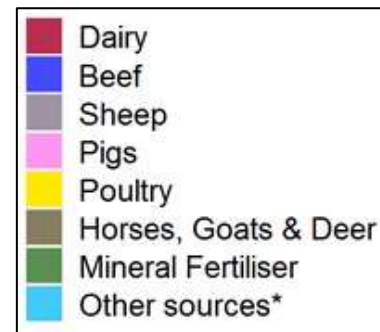 Dairy
Beef
Sheep
Pigs
Poultry
Horses, Goats & Deer
Mineral Fertiliser
Other sources*